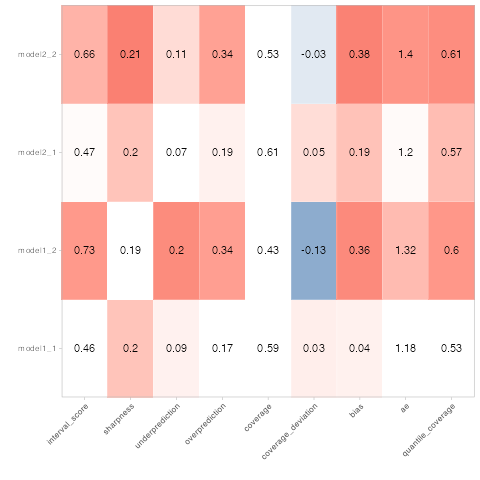 model2_2 0.66 0.21 0.11 0.34 0.53 -0.03 0.38 1.4 0.61
model2_1 0.47 0.2 0.07 0.19 0.61 0.05 0.19 1.2 0.57
model1_2 0.73 0.19 0.2 0.34 0.43 -0.13 0.36 1.32 0.6
model1_1 0.46 0.2 0.09 0.17 0.59 0.03 0.04 1.18 0.53
interval_score sharpness underprediction overprediction coverage coverage_deviation bias ae quantile_coverage